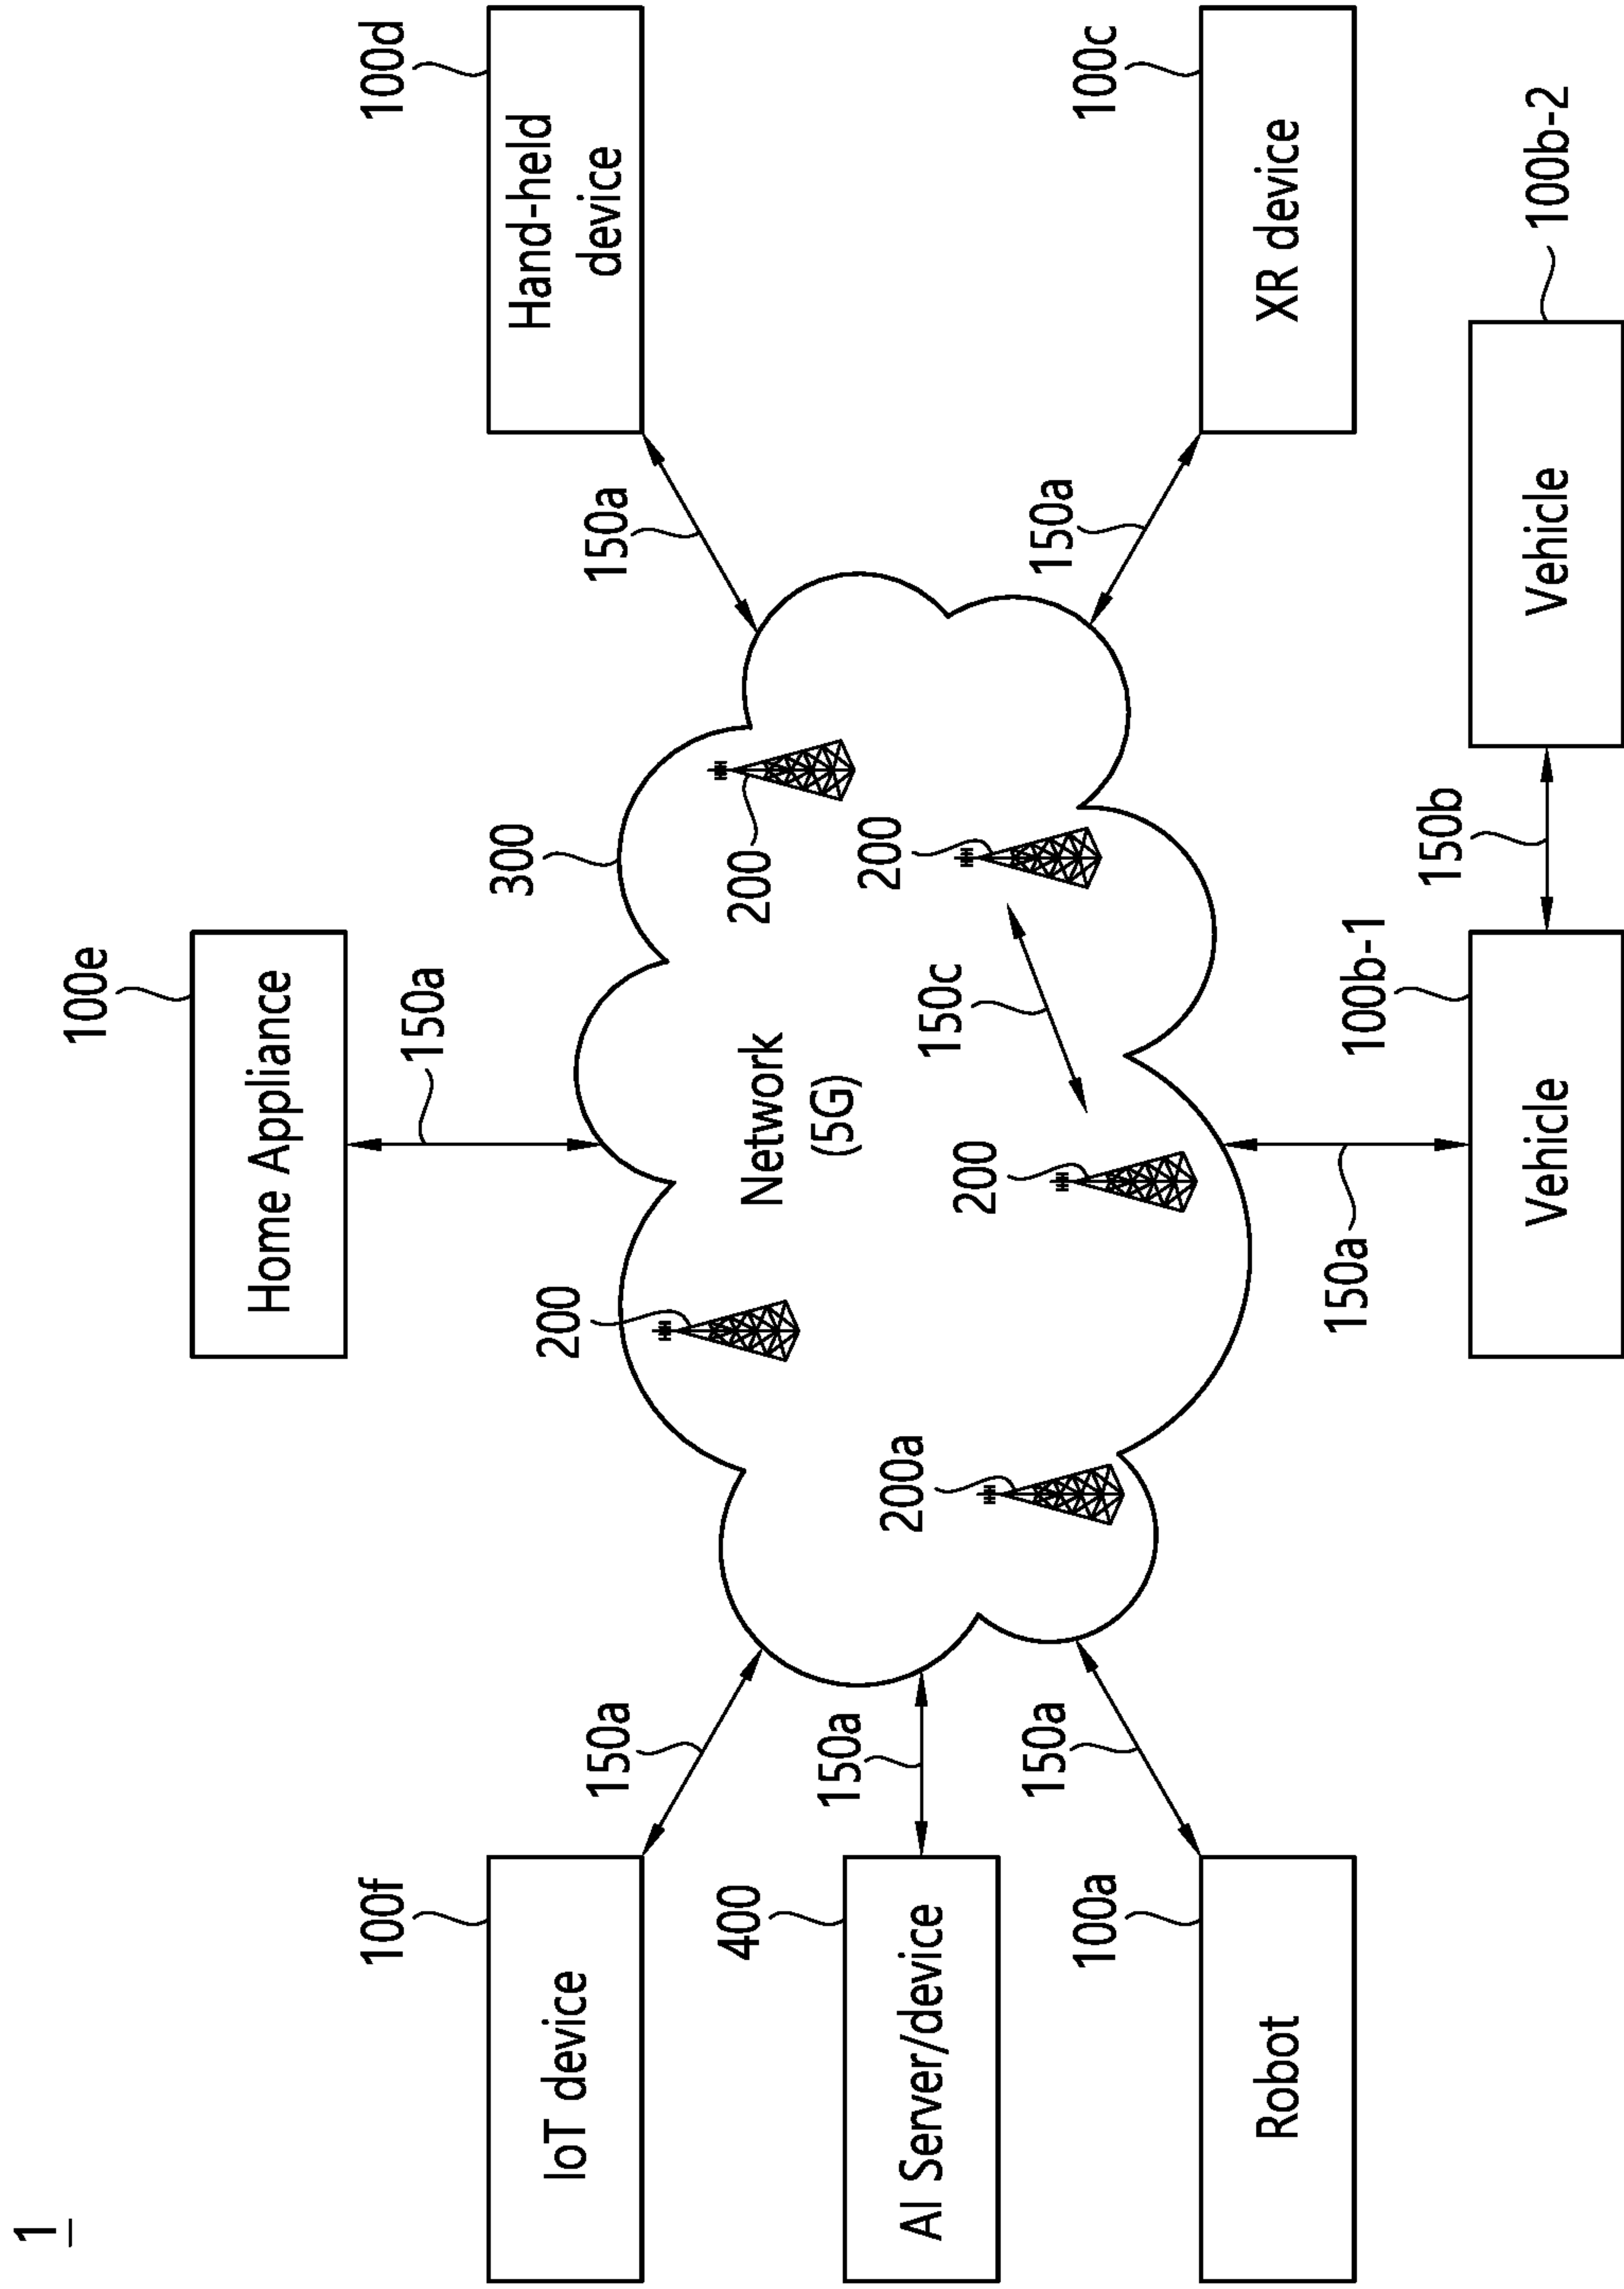 1
100e
Home Appliance
150a
100f
IoT device
150a
300
100d
Hand-held
device
150a
200
Network
(5G)
200
400
AI Server/device
150a
200a
200
150c
200
100a
Robot
150a
100c
XR device
150a
150a
100b-1
Vehicle
150b
100b-2
Vehicle